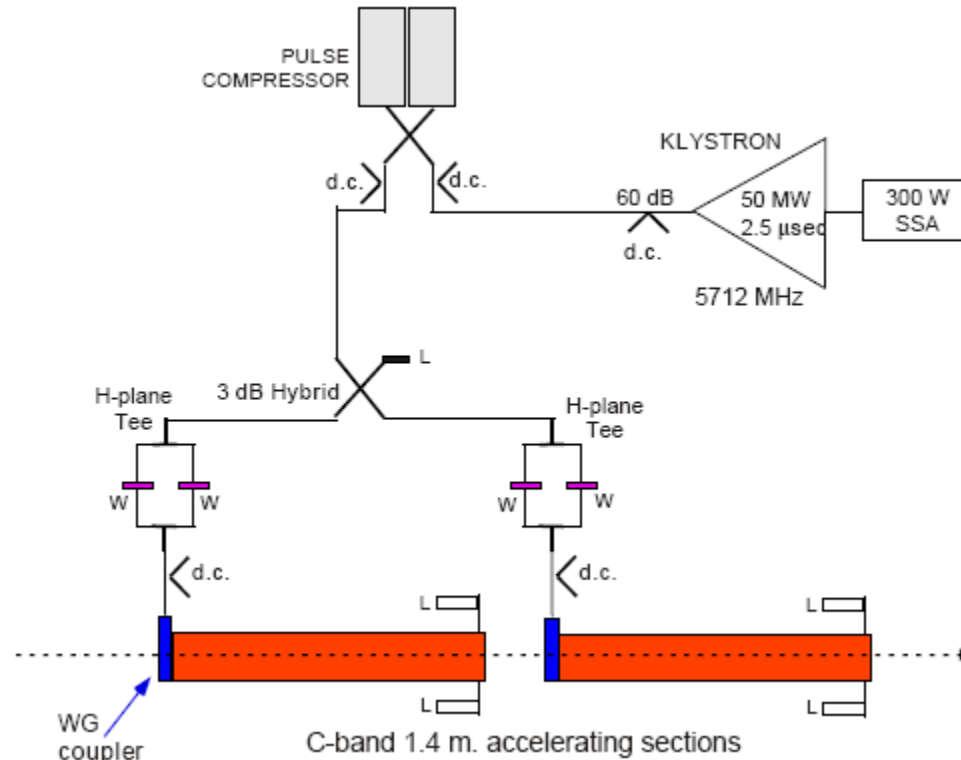 PULSE
COMPRESSOR
KLYSTRON
d.c.
d.c.
60 dB
50 MW
2.5 μsec
300 W
SSA
d.c.
5712 MHz
L
3 dB Hybrid
H-plane
Tee
H-plane
Tee
W
W
W
W
d.c.
d.c.
L
L
L
L
WG
coupler
C-band 1.4 m. accelerating sections